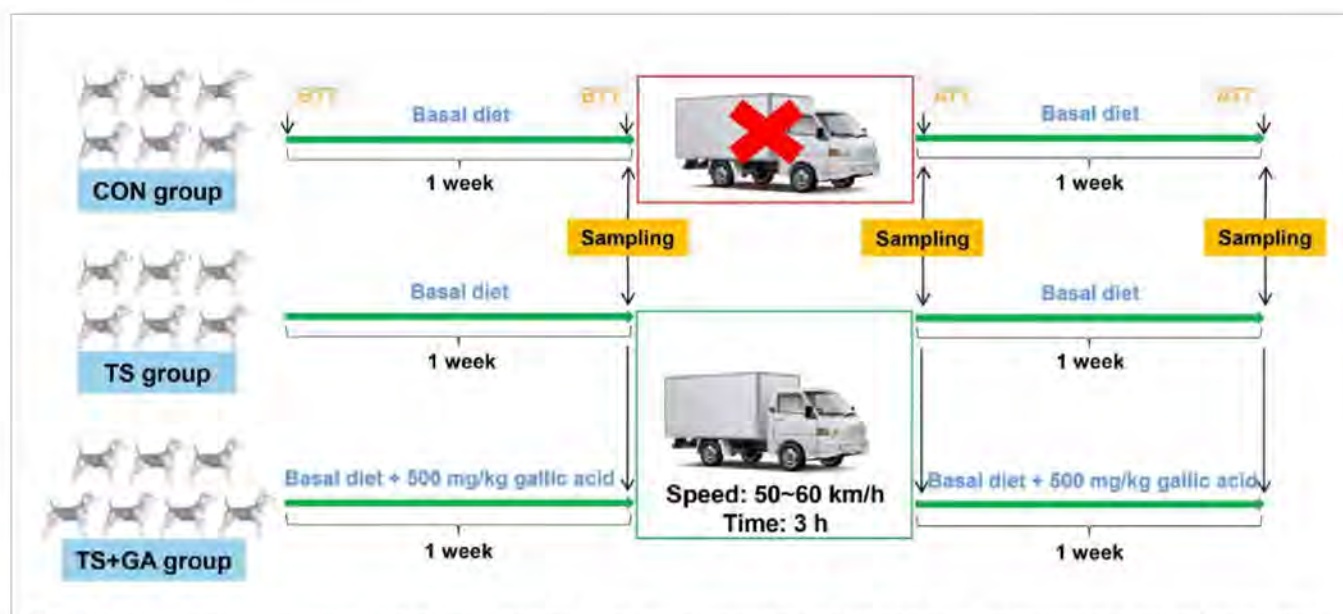 BTT
BTT
ATT
ATT
Basal diet
Basal diet
1 week
1 week
CON group
Sampling
Sampling
Sampling
Basal diet
Basal diet
1 week
1 week
TS group
Basal diet + 500 mg/kg gallic acid
Basal diet + 500 mg/kg gallic acid
Speed: 50~60 km/h
Time: 3 h
1 week
1 week
TS+GA group